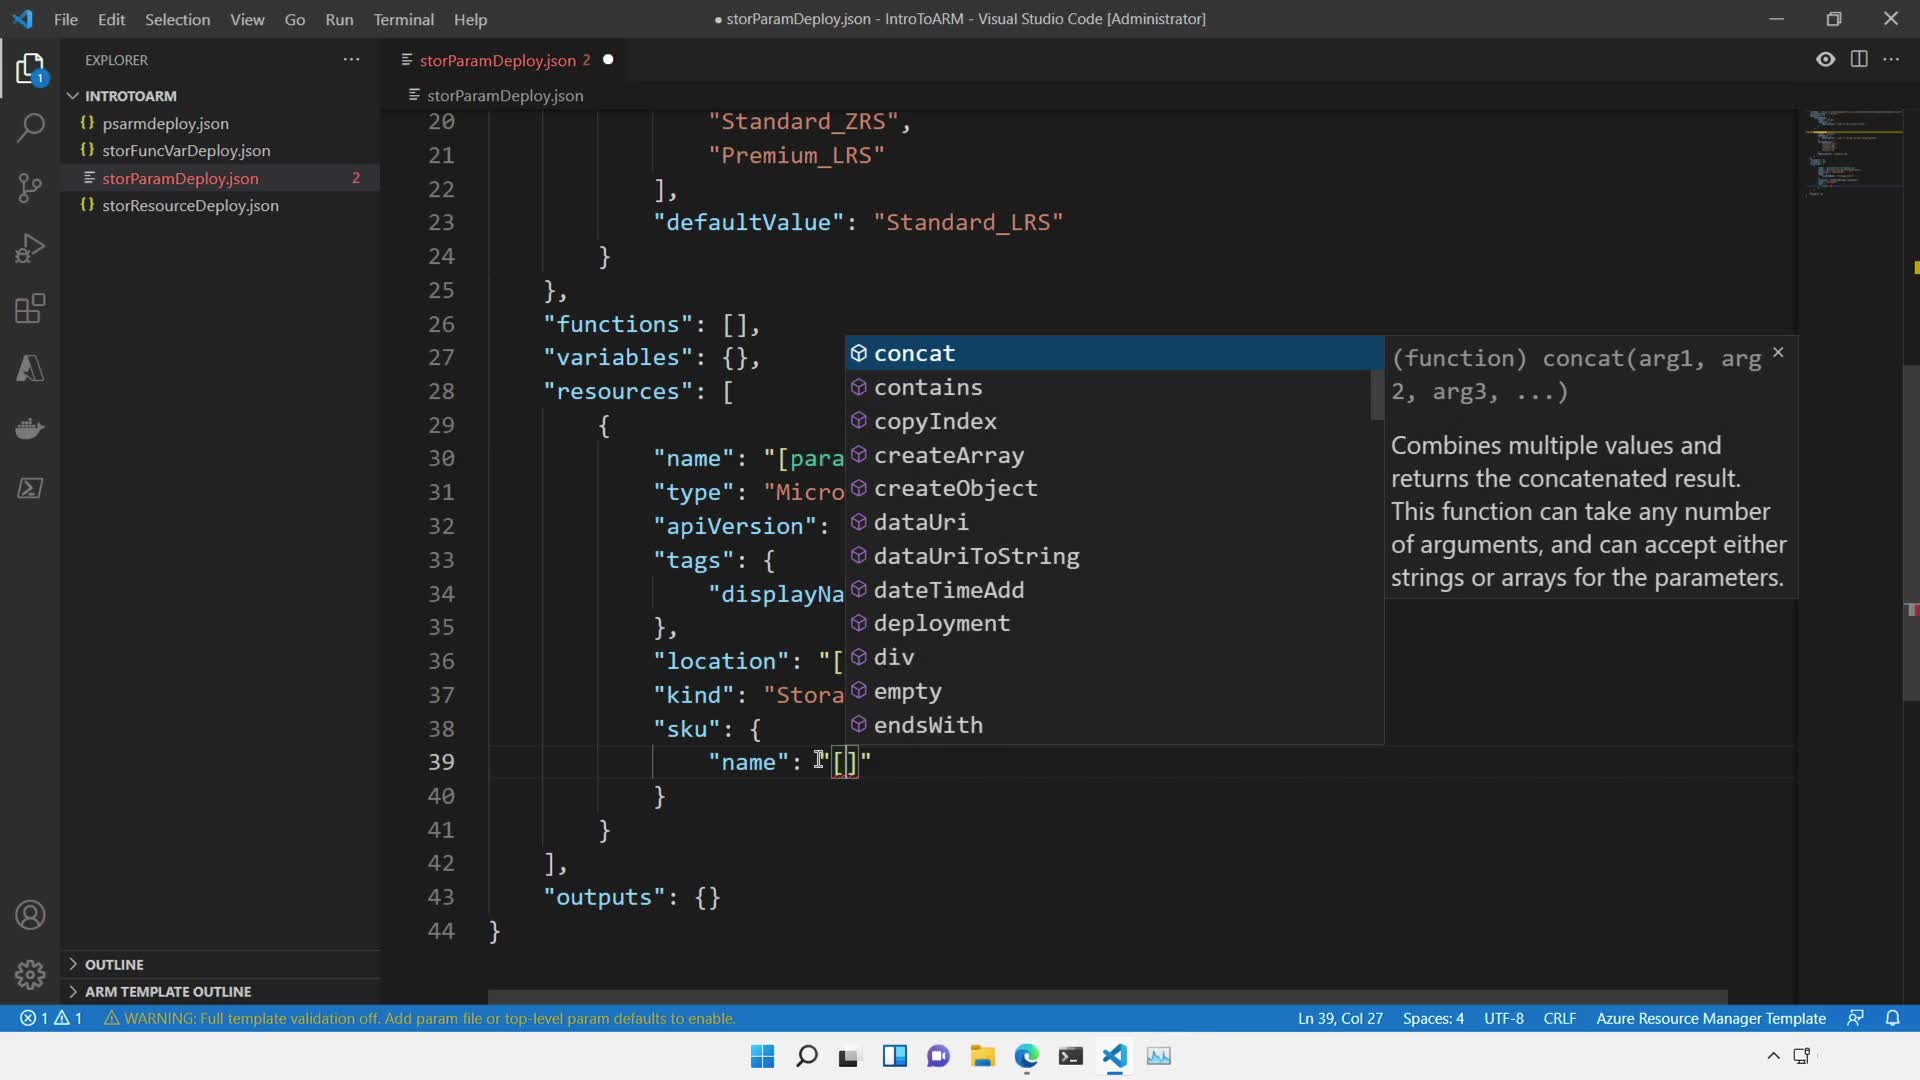 File Edit Selection View Go Run Terminal Help
● storParamDeploy.json - IntroToARM - Visual Studio Code [Administrator]
EXPLORER
storParamDeploy.json 2
INTROTOARM
storParamDeploy.json
psarmdeploy.json
storFuncVarDeploy.json
storParamDeploy.json 2
storResourceDeploy.json
1
20 "Standard_ZRS",
21 "Premium_LRS"
22 ],
23 "defaultValue": "Standard_LRS"
24 }
25 },
26 "functions": [],
27 "variables": {},
28 "resources": [
29 {
30 "name": "[para
31 "type": "Micro
32 "apiVersion":
33 "tags": {
34 "displayNa
35 },
36 "location": "[
37 "kind": "Stora
38 "sku": {
39 "name": "[]"
40 }
41 }
42 ],
43 "outputs": {}
44 }
concat
contains
copyIndex
createArray
createObject
dataUri
dataUriToString
dateTimeAdd
deployment
div
empty
endsWith
(function) concat(arg1, arg
2, arg3, ...)
Combines multiple values and
returns the concatenated result.
This function can take any number
of arguments, and can accept either
strings or arrays for the parameters.
OUTLINE
ARM TEMPLATE OUTLINE
1 1 WARNING: Full template validation off. Add param file or top-level param defaults to enable.
Ln 39, Col 27 Spaces: 4 UTF-8 CRLF Azure Resource Manager Template